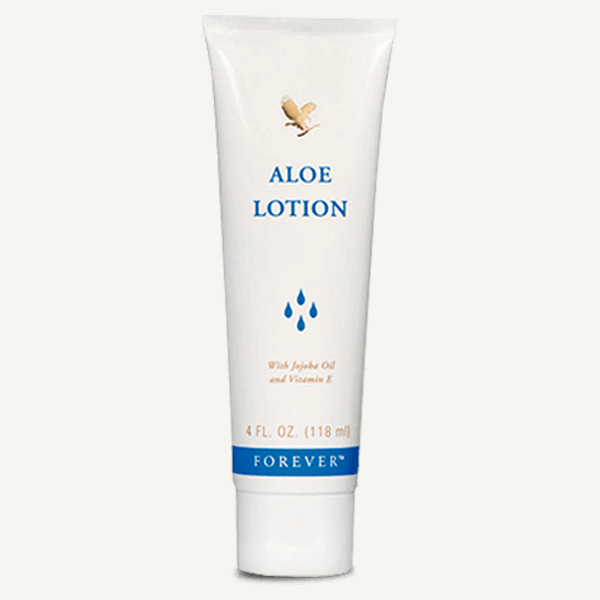 ALOE
LOTION
With Jojoba Oil
and Vitamin E
4 FL. OZ. (118 ml)
FOREVER™